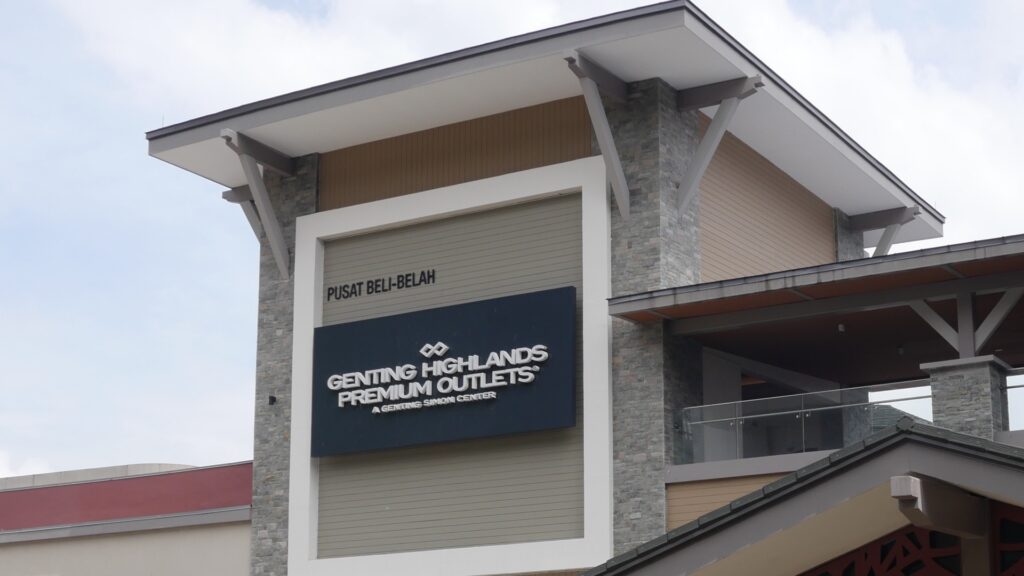 PUSAT BELI-BELAH
GENTING HIGHLANDS
PREMIUM OUTLETS
A GENTING SIMON CENTER